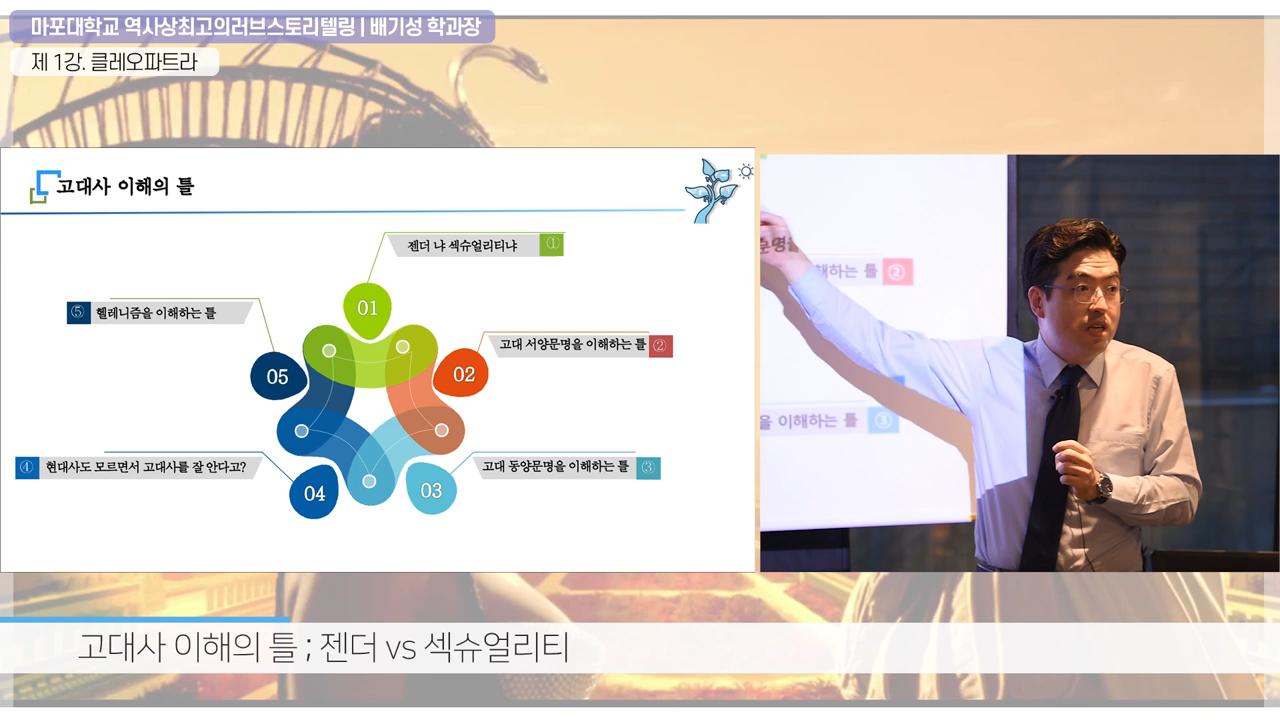 마포대학교 역사상최고의러브스토리텔링 | 배기성 학과장
제 1강. 클레오파트라
고대사 이해의 틀
젠더 냐 섹슈얼리티냐 ①
⑤ 헬레니즘을 이해하는 틀
01
고대 서양문명을 이해하는 틀 ②
05
02
④ 현대사도 모르면서 고대사를 잘 안다고?
고대 동양문명을 이해하는 틀 ③
04
03
문명을
해하는 틀 ②
을 이해하는 틀 ③
고대사 이해의 틀 ; 젠더 vs 섹슈얼리티